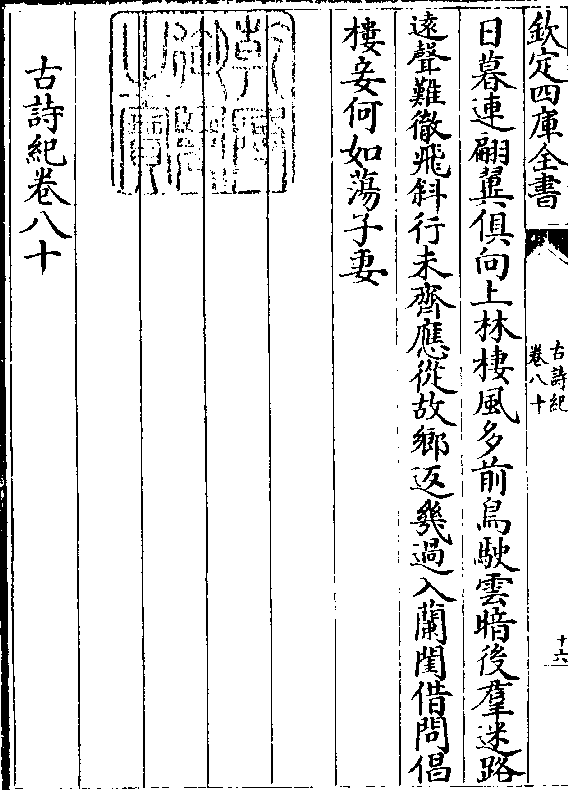 欽定四庫全書
古詩紀
卷八十
十六
日暮連翩翼俱向上林棲風多前鳥駛雲暗後羣迷路
遠聲難徹飛斜行未齊應從故鄉返幾過入蘭閨借問倡
樓妾何如蕩子妻
古詩紀卷八十